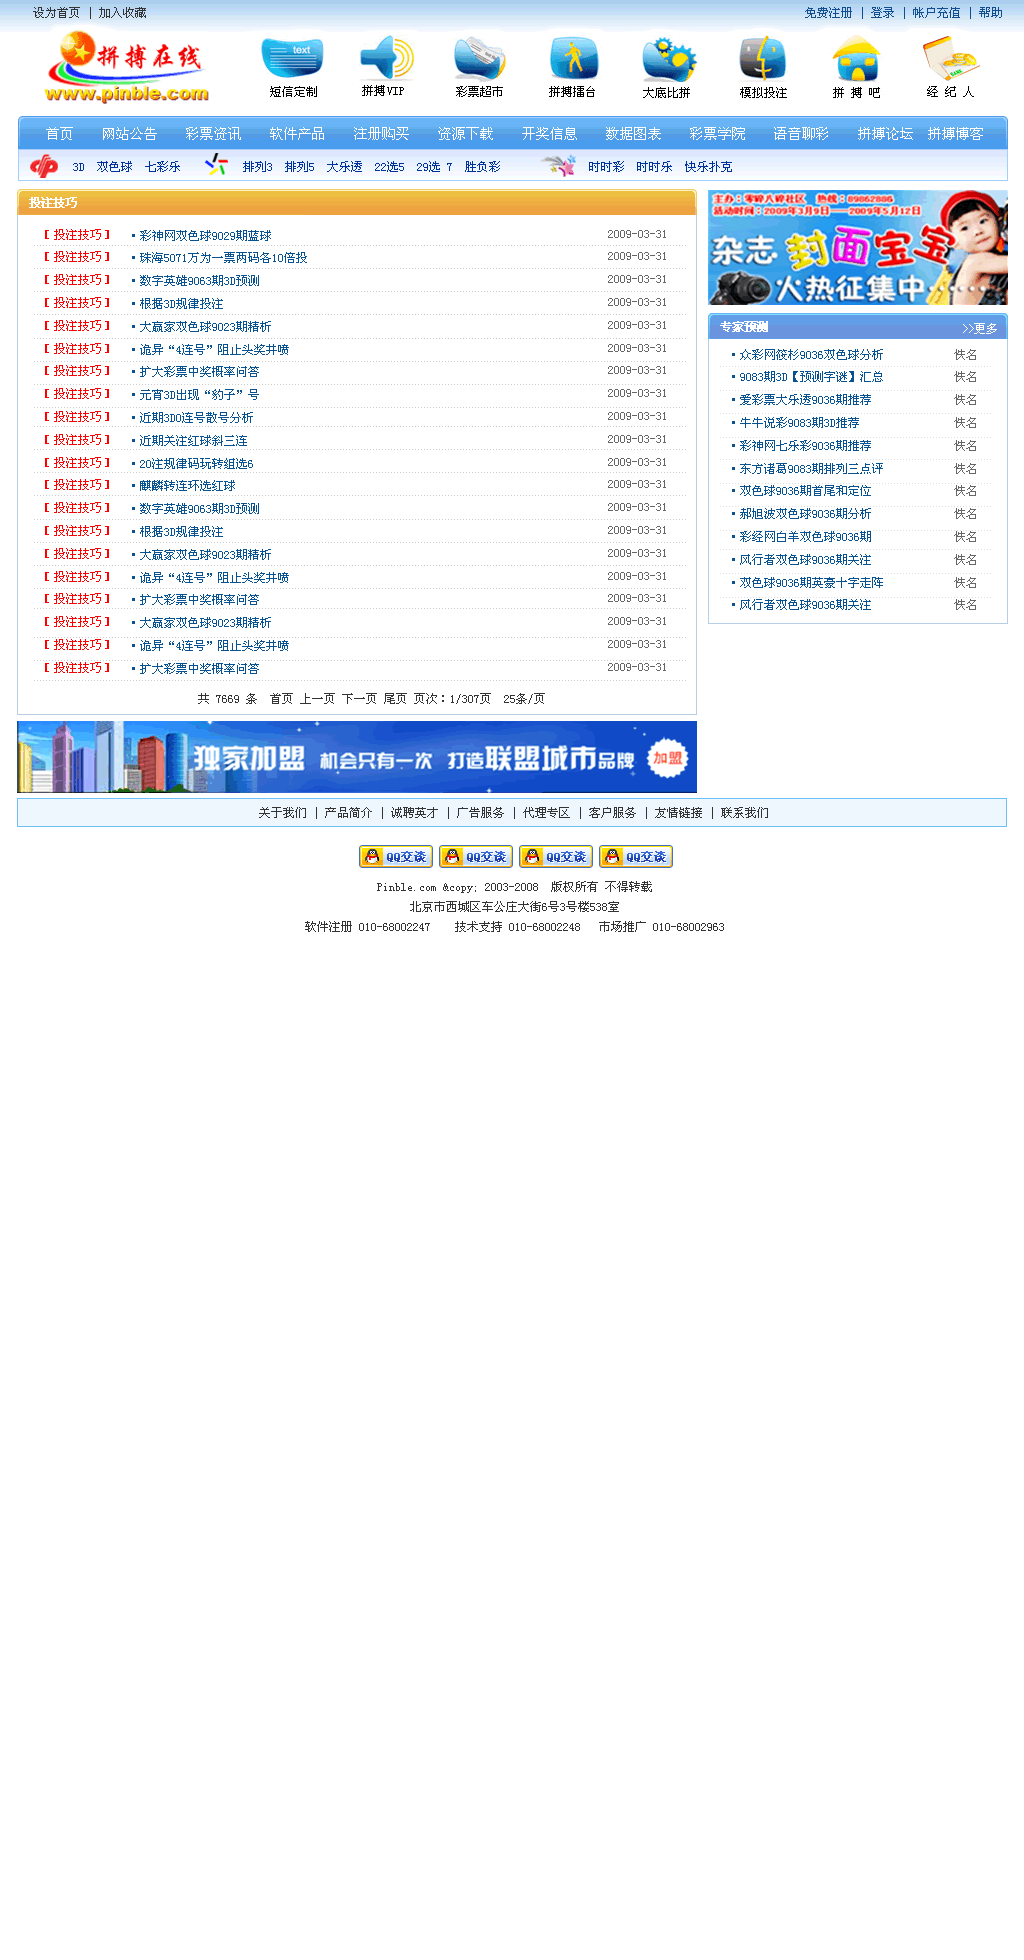 设为首页 | 加入收藏 免费注册 | 登录 | 帐户充值 | 帮助
拼搏在线
www.pinble.com
text
短信定制 拼搏VIP 彩票超市 拼搏擂台 大底比拼 模拟投注 拼 搏 吧 经 纪 人
首页 网站公告 彩票资讯 软件产品 注册购买 资源下载 开奖信息 数据图表 彩票学院 语音聊彩 拼搏论坛 拼搏博客
3D 双色球 七彩乐 排列3 排列5 大乐透 22选5 29选 7 胜负彩 时时彩 时时乐 快乐扑克
投注技巧
【 投注技巧 】 ·彩神网双色球9029期蓝球 2009-03-31
【 投注技巧 】 ·珠海5071万为一票两码各10倍投 2009-03-31
【 投注技巧 】 ·数字英雄9063期3D预测 2009-03-31
【 投注技巧 】 ·根据3D规律投注 2009-03-31
【 投注技巧 】 ·大赢家双色球9023期精析 2009-03-31
【 投注技巧 】 ·诡异“4连号”阻止头奖井喷 2009-03-31
【 投注技巧 】 ·扩大彩票中奖概率问答 2009-03-31
【 投注技巧 】 ·元宵3D出现“豹子”号 2009-03-31
【 投注技巧 】 ·近期3D0连号散号分析 2009-03-31
【 投注技巧 】 ·近期关注红球斜三连 2009-03-31
【 投注技巧 】 ·20注规律码玩转组选6 2009-03-31
【 投注技巧 】 ·麒麟转连环选红球 2009-03-31
【 投注技巧 】 ·数字英雄9063期3D预测 2009-03-31
【 投注技巧 】 ·根据3D规律投注 2009-03-31
【 投注技巧 】 ·大赢家双色球9023期精析 2009-03-31
【 投注技巧 】 ·诡异“4连号”阻止头奖井喷 2009-03-31
【 投注技巧 】 ·扩大彩票中奖概率问答 2009-03-31
【 投注技巧 】 ·大赢家双色球9023期精析 2009-03-31
【 投注技巧 】 ·诡异“4连号”阻止头奖井喷 2009-03-31
【 投注技巧 】 ·扩大彩票中奖概率问答 2009-03-31
共 7669 条 首页 上一页 下一页 尾页 页次：1/307页 25条/页
主办：零碎八碎社区 热线：89862886
活动时间：2009年3月9日——2009年5月12日
杂志封面宝宝
火热征集中······
专家预测 >>更多
·众彩网筱杉9036双色球分析 佚名
·9083期3D【预测字谜】汇总 佚名
·爱彩票大乐透9036期推荐 佚名
·牛牛说彩9083期3D推荐 佚名
·彩神网七乐彩9036期推荐 佚名
·东方诸葛9083期排列三点评 佚名
·双色球9036期首尾和定位 佚名
·郝旭波双色球9036期分析 佚名
·彩经网白羊双色球9036期 佚名
·风行者双色球9036期关注 佚名
·双色球9036期英豪十字走阵 佚名
·风行者双色球9036期关注 佚名
独家加盟 机会只有一次 打造联盟城市品牌 加盟
关于我们 | 产品简介 | 诚聘英才 | 广告服务 | 代理专区 | 客户服务 | 友情链接 | 联系我们
QQ交谈 QQ交谈 QQ交谈 QQ交谈
Pinble.com &copy; 2003-2008 版权所有 不得转载
北京市西城区车公庄大街6号3号楼538室
软件注册 010-68002247 技术支持 010-68002248 市场推广 010-68002963